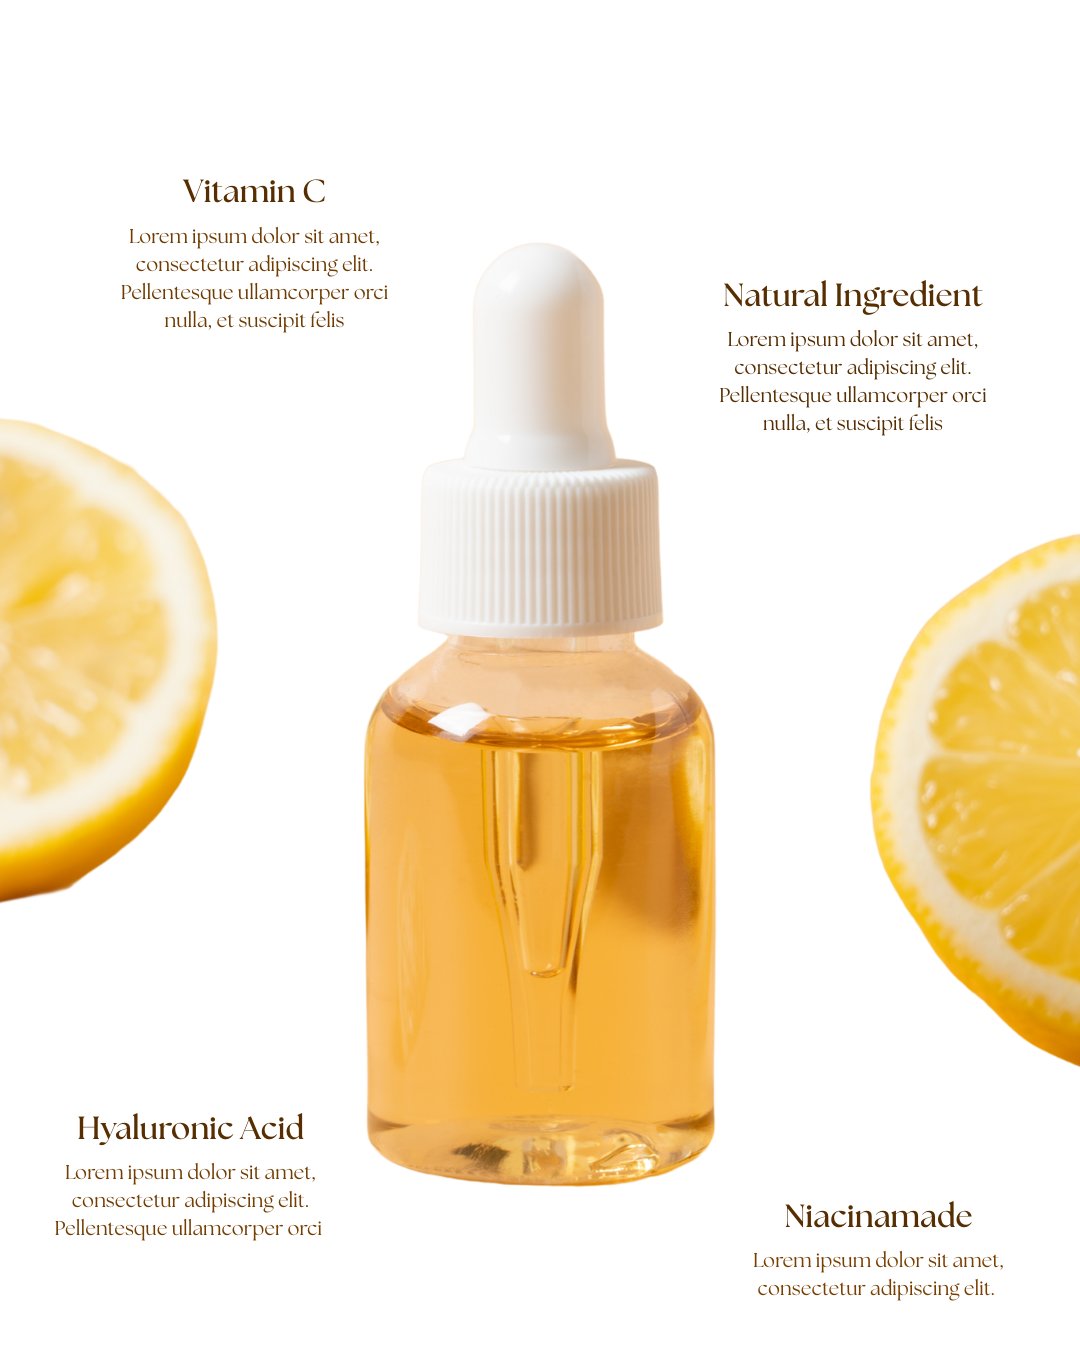 Vitamin C
Lorem ipsum dolor sit amet,
consectetur adipiscing elit.
Pellentesque ullamcorper orci
nulla, et suscipit felis
Natural Ingredient
Lorem ipsum dolor sit amet,
consectetur adipiscing elit.
Pellentesque ullamcorper orci
nulla, et suscipit felis
Hyaluronic Acid
Lorem ipsum dolor sit amet,
consectetur adipiscing elit.
Pellentesque ullamcorper orci
Niacinamade
Lorem ipsum dolor sit amet,
consectetur adipiscing elit.